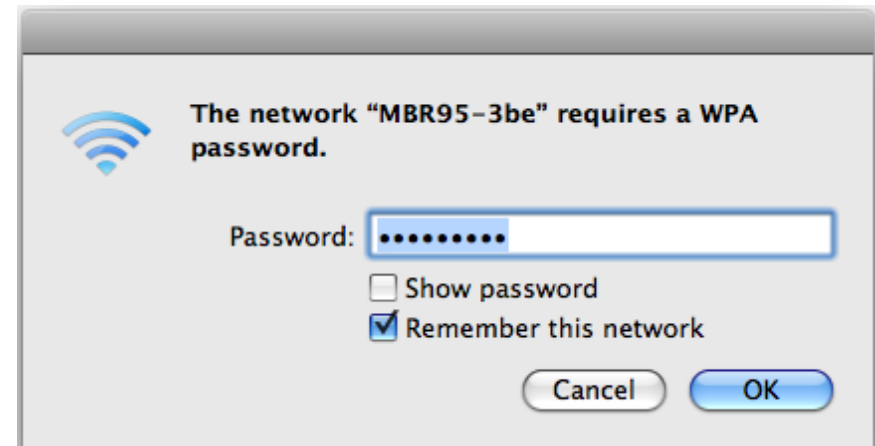 The network “MBR95-3be” requires a WPA
password.
Password: •••••••••
Show password
Remember this network
Cancel OK